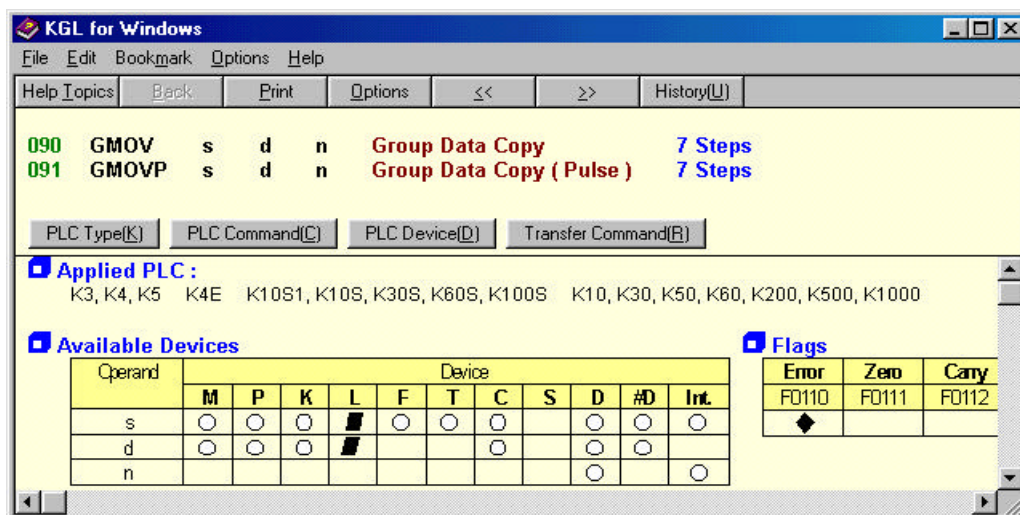 KGL for Windows
File Edit Bookmark Options Help
Help Topics Back Print Options << >> History(U)
090 GMOV s d n Group Data Copy 7 Steps
091 GMOVP s d n Group Data Copy ( Pulse ) 7 Steps
PLC Type(K) PLC Command(C) PLC Device(D) Transfer Command(R)
Applied PLC :
K3, K4, K5 K4E K10S1, K10S, K30S, K60S, K100S K10, K30, K50, K60, K200, K500, K1000
Available Devices Flags
Operand Device Error Zero Carry
M P K L F T C S D #D Int. F0110 F0111 F0112
s
d
n